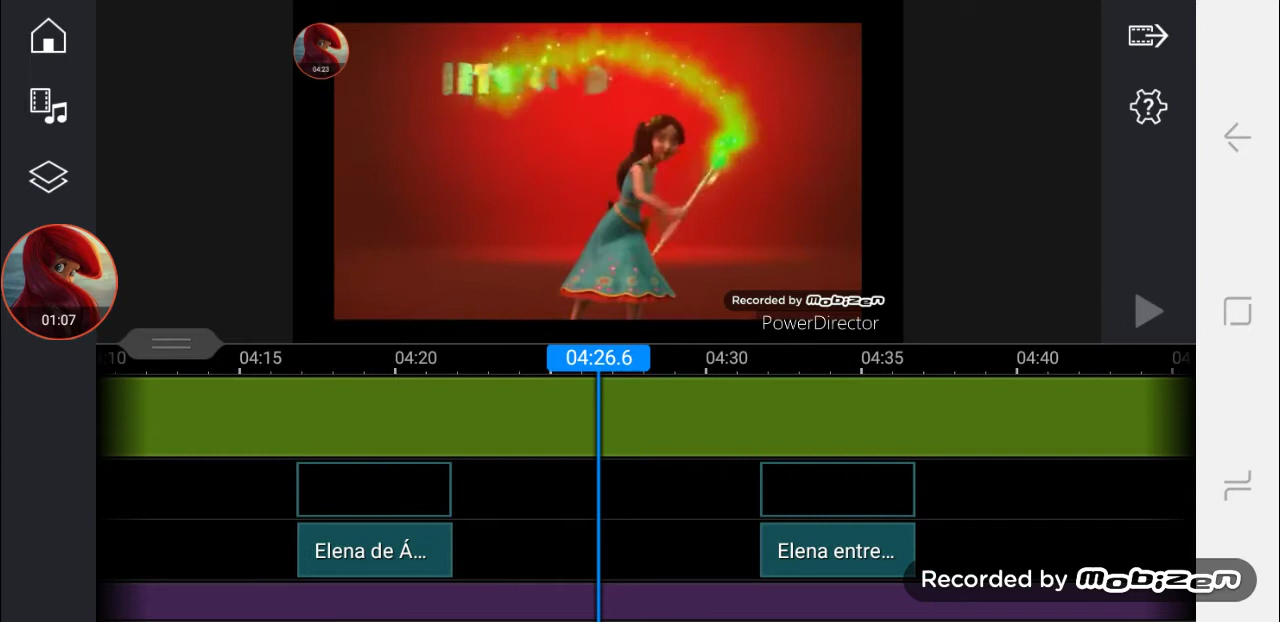 04:23
Recorded by mobizen
PowerDirector
01:07
04:15 04:20 04:26.6 04:30 04:35 04:40
Elena de Á...
Elena entre...
Recorded by mobizen